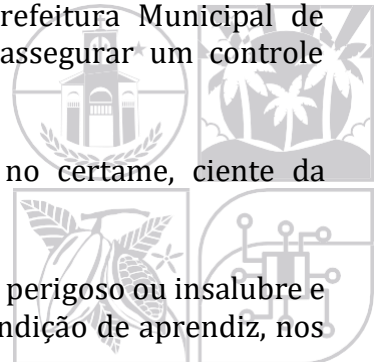 refeitura Municipal de
assegurar um controle
no certame, ciente da
perigoso ou insalubre e
ndição de aprendiz, nos